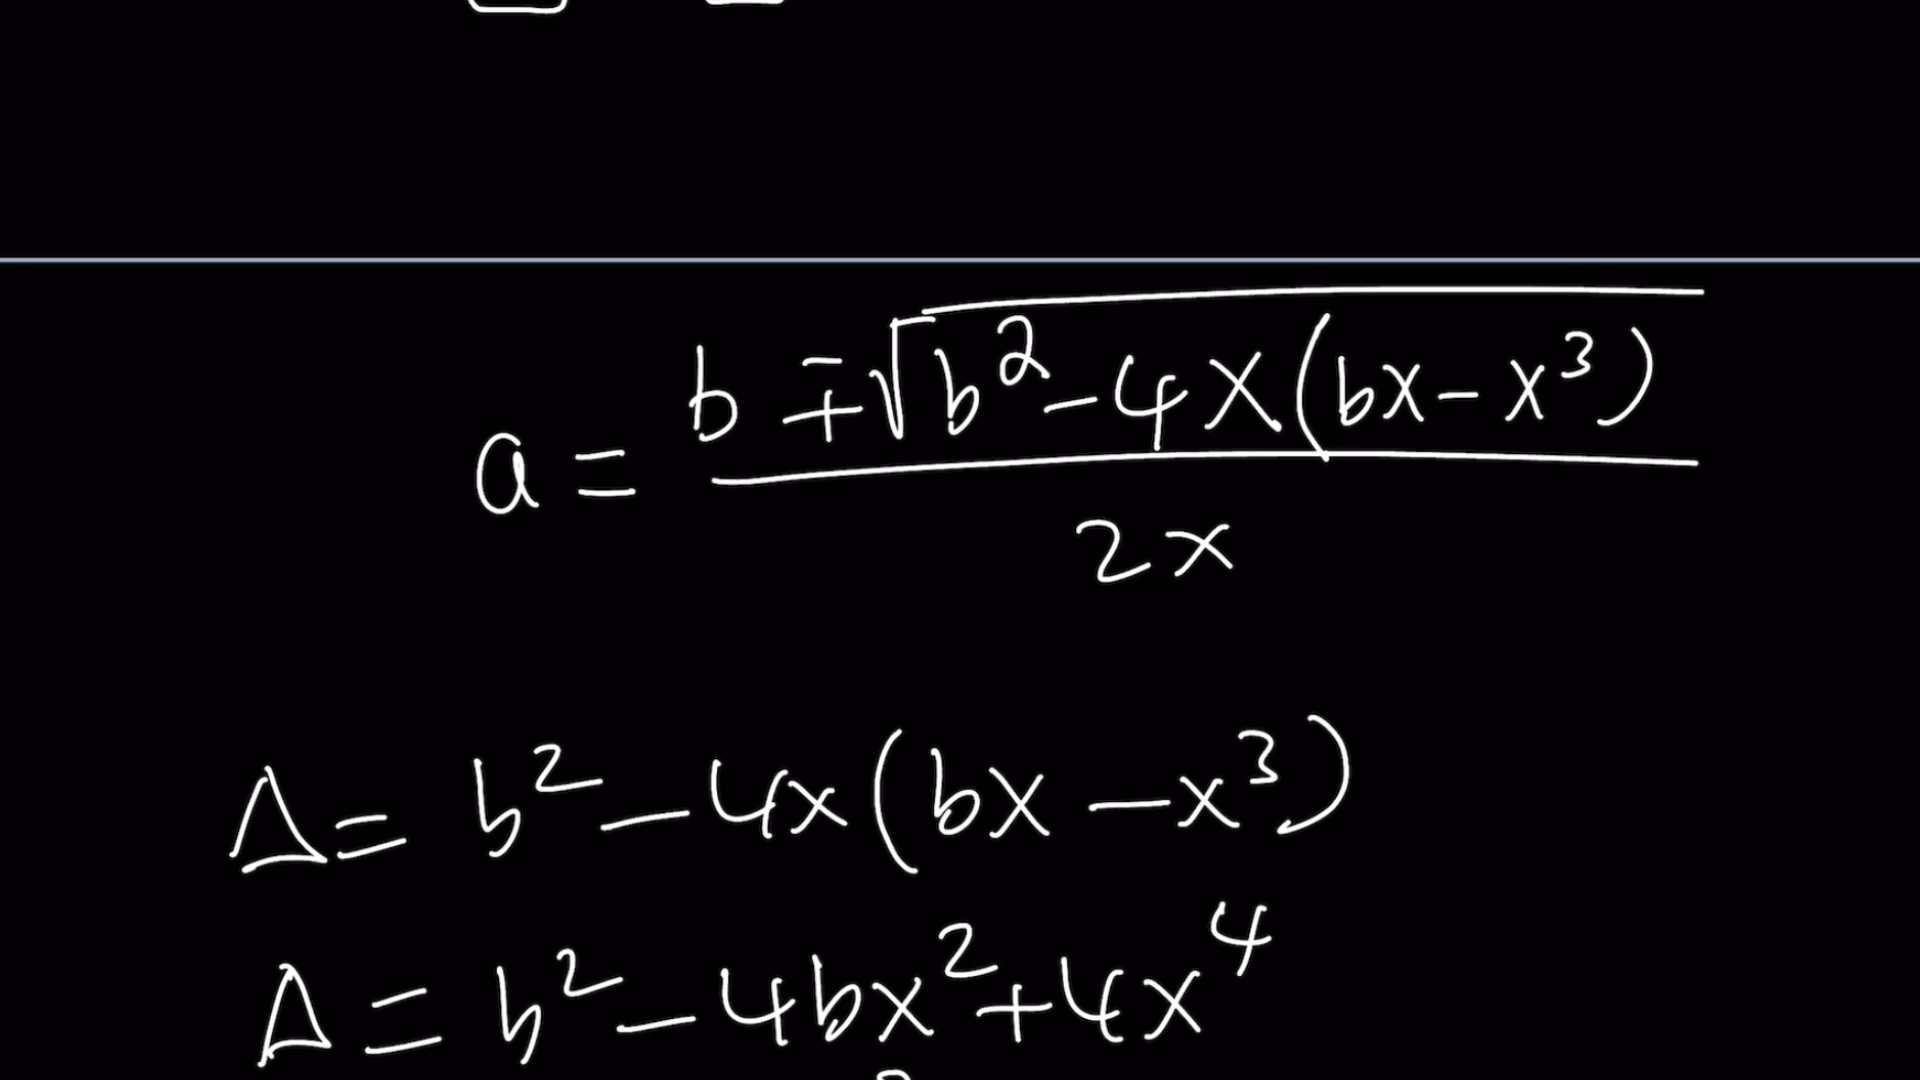 a = (b ∓ √(b² - 4x(bx - x³))) / 2x
Δ = b² - 4x(bx - x³)
Δ = b² - 4bx² + 4x⁴